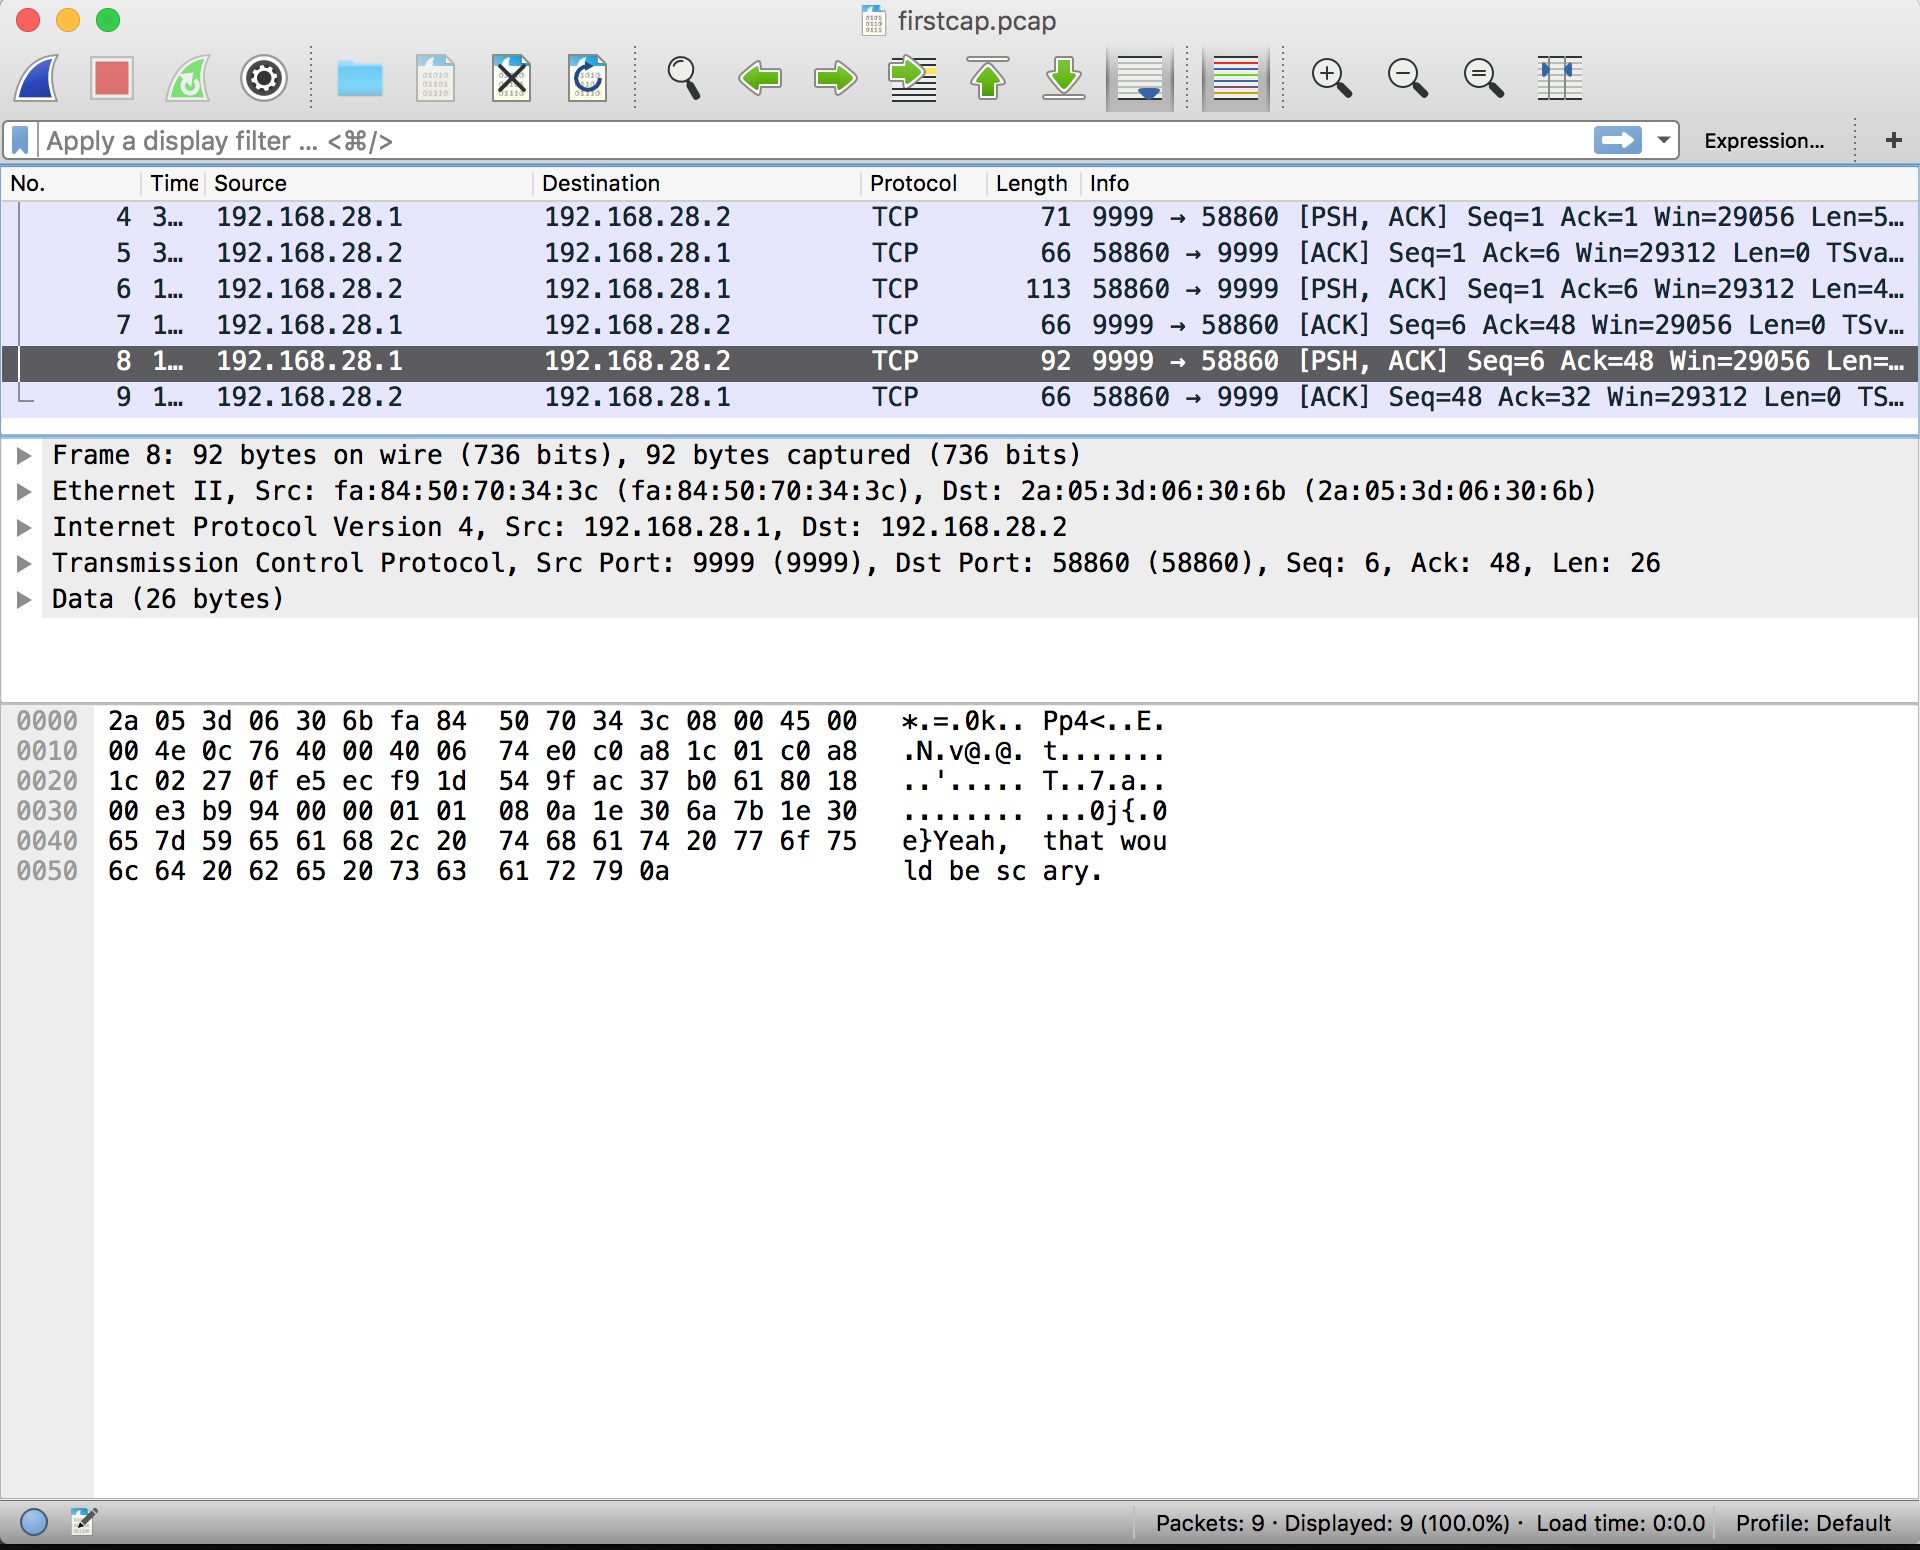 firstcap.pcap
Apply a display filter ... <⌘/>
Expression...
+
No. Time Source Destination Protocol Length Info
4 3... 192.168.28.1 192.168.28.2 TCP 71 9999 → 58860 [PSH, ACK] Seq=1 Ack=1 Win=29056 Len=5...
5 3... 192.168.28.2 192.168.28.1 TCP 66 58860 → 9999 [ACK] Seq=1 Ack=6 Win=29312 Len=0 TSva...
6 1... 192.168.28.2 192.168.28.1 TCP 113 58860 → 9999 [PSH, ACK] Seq=1 Ack=6 Win=29312 Len=4...
7 1... 192.168.28.1 192.168.28.2 TCP 66 9999 → 58860 [ACK] Seq=6 Ack=48 Win=29056 Len=0 TSv...
8 1... 192.168.28.1 192.168.28.2 TCP 92 9999 → 58860 [PSH, ACK] Seq=6 Ack=48 Win=29056 Len=...
9 1... 192.168.28.2 192.168.28.1 TCP 66 58860 → 9999 [ACK] Seq=48 Ack=32 Win=29312 Len=0 TS...
Frame 8: 92 bytes on wire (736 bits), 92 bytes captured (736 bits)
Ethernet II, Src: fa:84:50:70:34:3c (fa:84:50:70:34:3c), Dst: 2a:05:3d:06:30:6b (2a:05:3d:06:30:6b)
Internet Protocol Version 4, Src: 192.168.28.1, Dst: 192.168.28.2
Transmission Control Protocol, Src Port: 9999 (9999), Dst Port: 58860 (58860), Seq: 6, Ack: 48, Len: 26
Data (26 bytes)
0000 2a 05 3d 06 30 6b fa 84 50 70 34 3c 08 00 45 00 *.=.0k.. Pp4<..E.
0010 00 4e 0c 76 40 00 40 06 74 e0 c0 a8 1c 01 c0 a8 .N.v@.@. t.......
0020 1c 02 27 0f e5 ec f9 1d 54 9f ac 37 b0 61 80 18 ..'..... T..7.a..
0030 00 e3 b9 94 00 00 01 01 08 0a 1e 30 6a 7b 1e 30 ........ ...0j{.0
0040 65 7d 59 65 61 68 2c 20 74 68 61 74 20 77 6f 75 e}Yeah, that wou
0050 6c 64 20 62 65 20 73 63 61 72 79 0a ld be sc ary.
Packets: 9 · Displayed: 9 (100.0%) · Load time: 0:0.0 Profile: Default